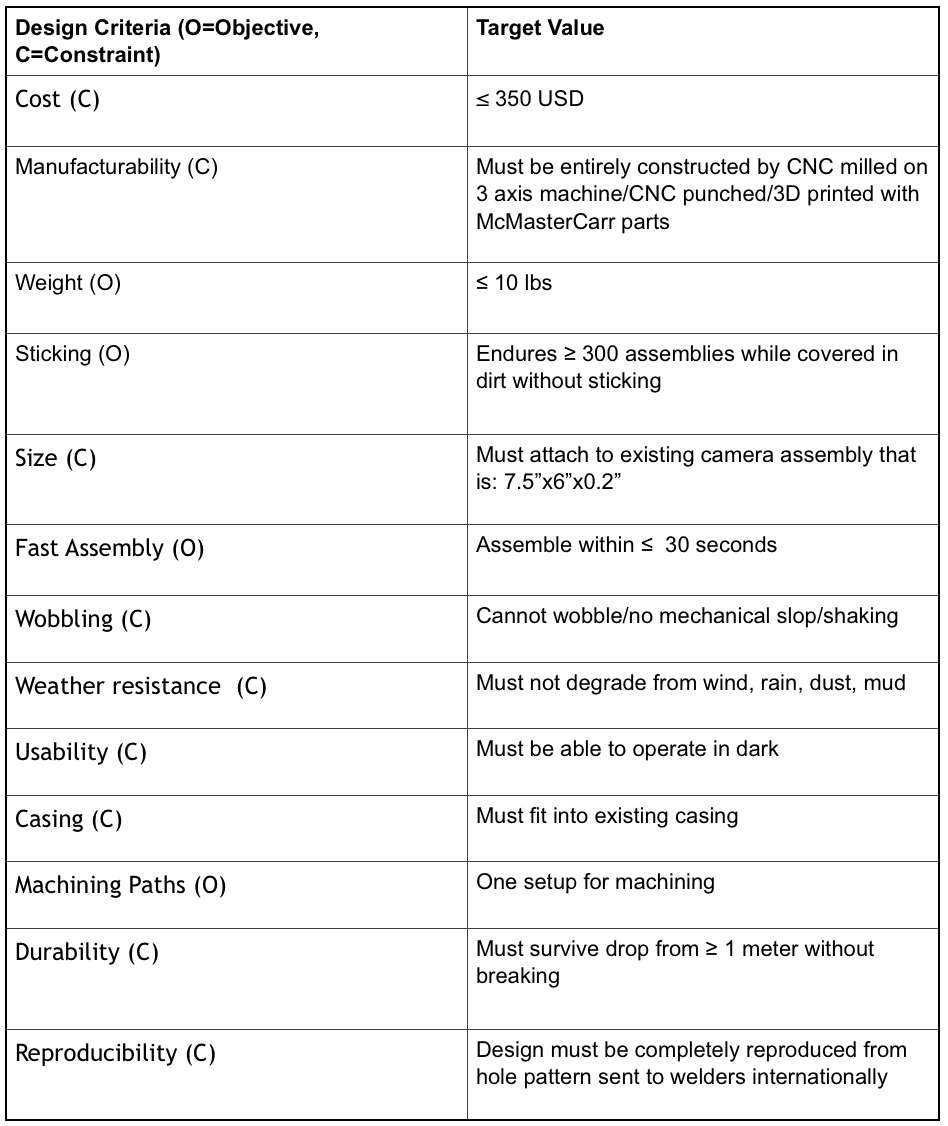 Design Criteria (O=Objective,
C=Constraint)
Target Value
Cost (C)
≤ 350 USD
Manufacturability (C)
Must be entirely constructed by CNC milled on
3 axis machine/CNC punched/3D printed with
McMasterCarr parts
Weight (O)
≤ 10 lbs
Sticking (O)
Endures ≥ 300 assemblies while covered in
dirt without sticking
Size (C)
Must attach to existing camera assembly that
is: 7.5”x6”x0.2”
Fast Assembly (O)
Assemble within ≤  30 seconds
Wobbling (C)
Cannot wobble/no mechanical slop/shaking
Weather resistance  (C)
Must not degrade from wind, rain, dust, mud
Usability (C)
Must be able to operate in dark
Casing (C)
Must fit into existing casing
Machining Paths (O)
One setup for machining
Durability (C)
Must survive drop from ≥ 1 meter without
breaking
Reproducibility (C)
Design must be completely reproduced from
hole pattern sent to welders internationally